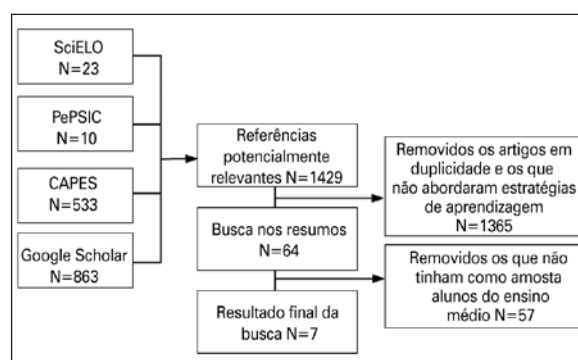 SciELO
N=23
PePSIC
N=10
CAPES
N=533
Google Scholar
N=863
Referências
potencialmente
relevantes N=1429
Busca nos resumos
N=64
Resultado final da
busca N=7
Removidos os artigos em
duplicidade e os que
não abordaram estratégias
de aprendizagem
N=1365
Removidos os que não
tinham como amosta
alunos do ensino
médio N=57